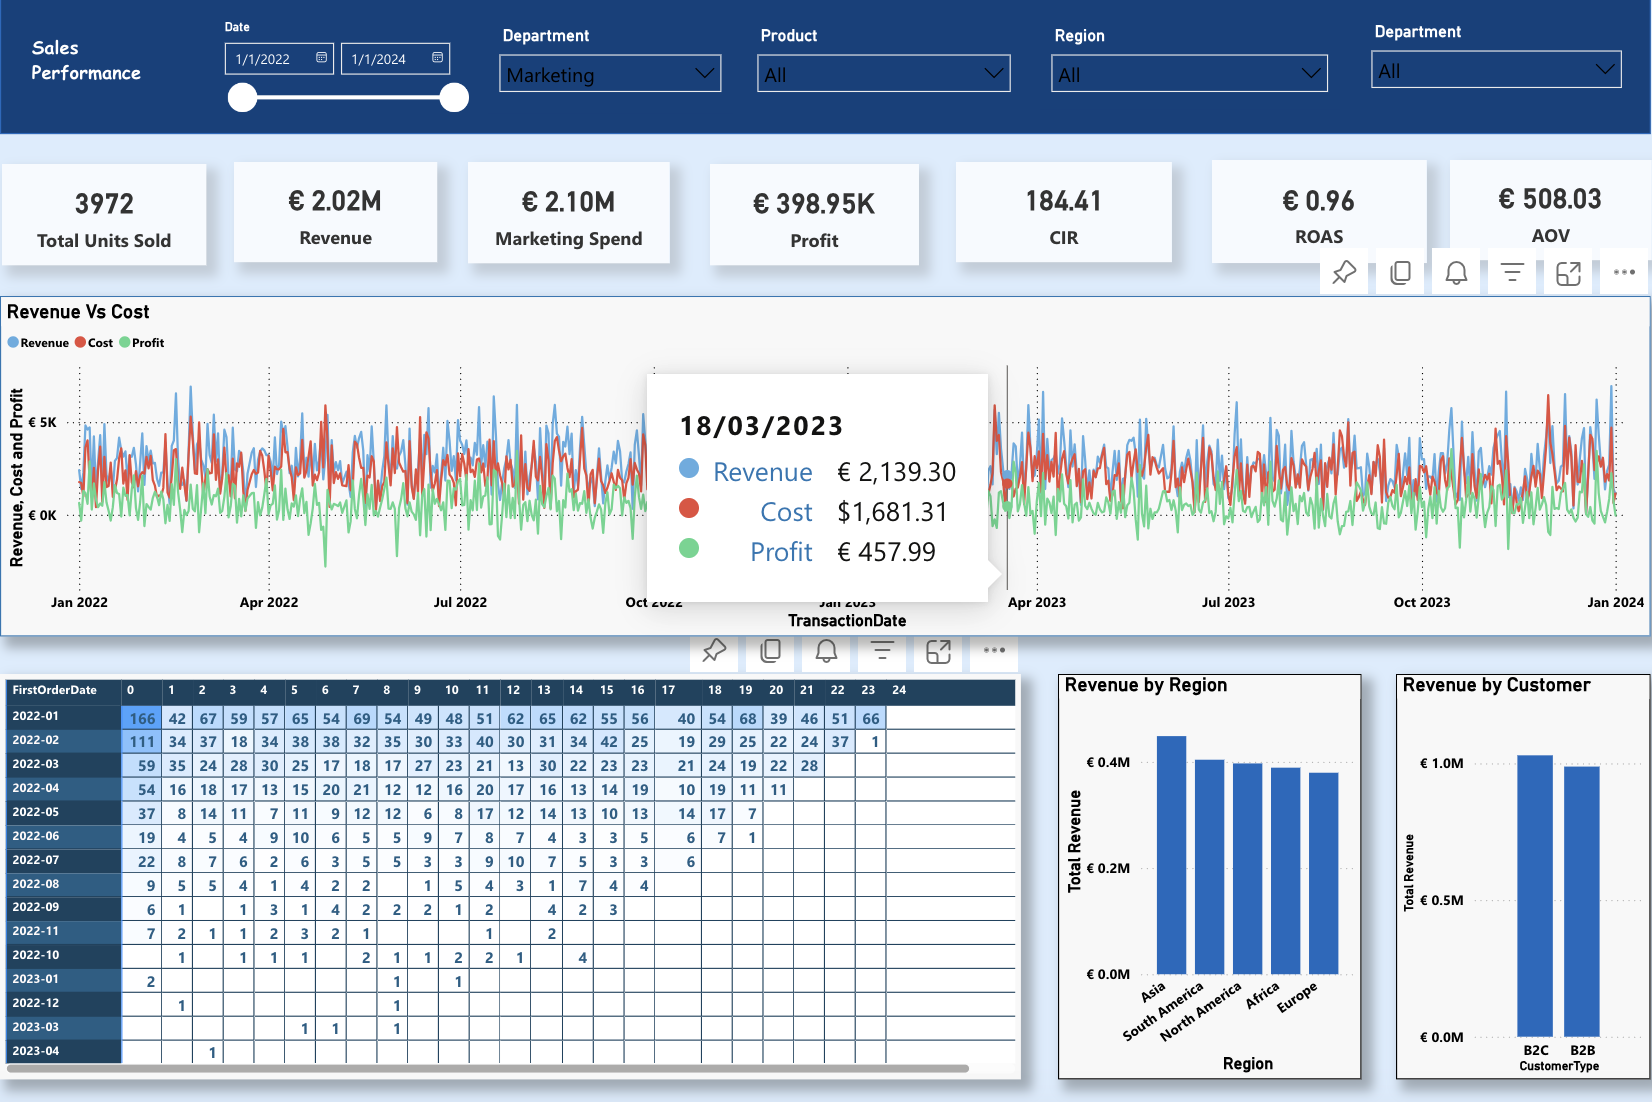 Sales
Performance
Date
1/1/2022 1/1/2024
Department
Marketing
Product
All
Region
All
Department
All
3972
Total Units Sold
€ 2.02M
Revenue
€ 2.10M
Marketing Spend
€ 398.95K
Profit
184.41
CIR
€ 0.96
ROAS
€ 508.03
AOV
Revenue Vs Cost
Revenue Cost Profit
Revenue, Cost and Profit
€ 5K
€ 0K
18/03/2023
Revenue € 2,139.30
Cost $1,681.31
Profit € 457.99
Jan 2022 Apr 2022 Jul 2022 Oct 2022 Jan 2023 Apr 2023 Jul 2023 Oct 2023 Jan 2024
TransactionDate
FirstOrderDate 0 1 2 3 4 5 6 7 8 9 10 11 12 13 14 15 16 17 18 19 20 21 22 23 24
2022-01 166 42 67 59 57 65 54 69 54 49 48 51 62 65 62 55 56 40 54 68 39 46 51 66
2022-02 111 34 37 18 34 38 38 32 35 30 33 40 30 31 34 42 25 19 29 25 22 24 37 1
2022-03 59 35 24 28 30 25 17 18 17 27 23 21 13 30 22 23 23 21 24 19 22 28
2022-04 54 16 18 17 13 15 20 21 12 12 16 20 17 16 13 14 19 10 19 11 11
2022-05 37 8 14 11 7 11 9 12 12 6 8 17 12 14 13 10 13 14 17 7
2022-06 19 4 5 4 9 10 6 5 5 9 7 8 7 4 3 3 5 6 7 1
2022-07 22 8 7 6 2 6 3 5 5 3 3 9 10 7 5 3 3 6
2022-08 9 5 5 4 1 4 2 2 1 5 4 3 1 7 4 4
2022-09 6 1 1 3 1 4 2 2 2 1 2 4 2 3
2022-11 7 2 1 1 2 3 2 1 1 2
2022-10 1 1 1 1 2 1 1 2 2 1 4
2023-01 2 1 1
2022-12 1 1
2023-03 1 1 1
2023-04 1
Revenue by Region
Total Revenue
€ 0.4M
€ 0.2M
€ 0.0M
Asia
South America
North America
Africa
Europe
Region
Revenue by Customer
Total Revenue
€ 1.0M
€ 0.5M
€ 0.0M
B2C B2B
CustomerType